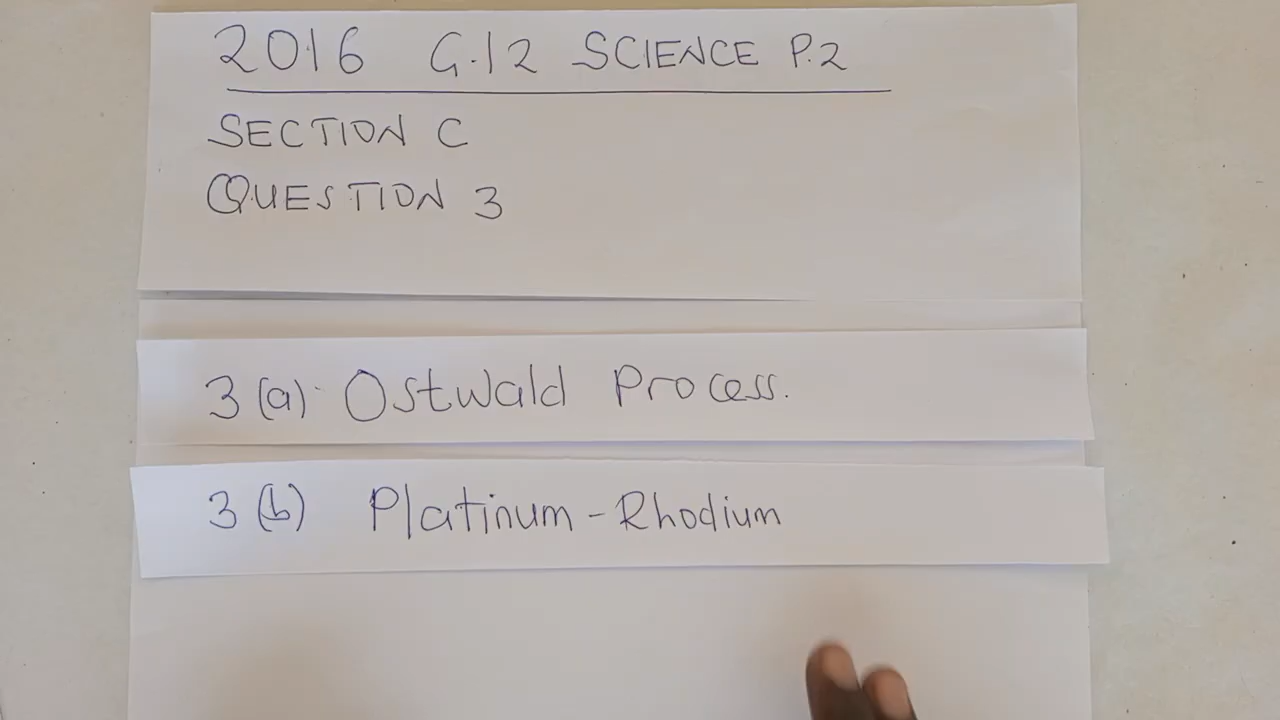 2016 G.12 SCIENCE P.2
SECTION C
QUESTION 3
3 (a). Ostwald Process.
3 (b) Platinum - Rhodium